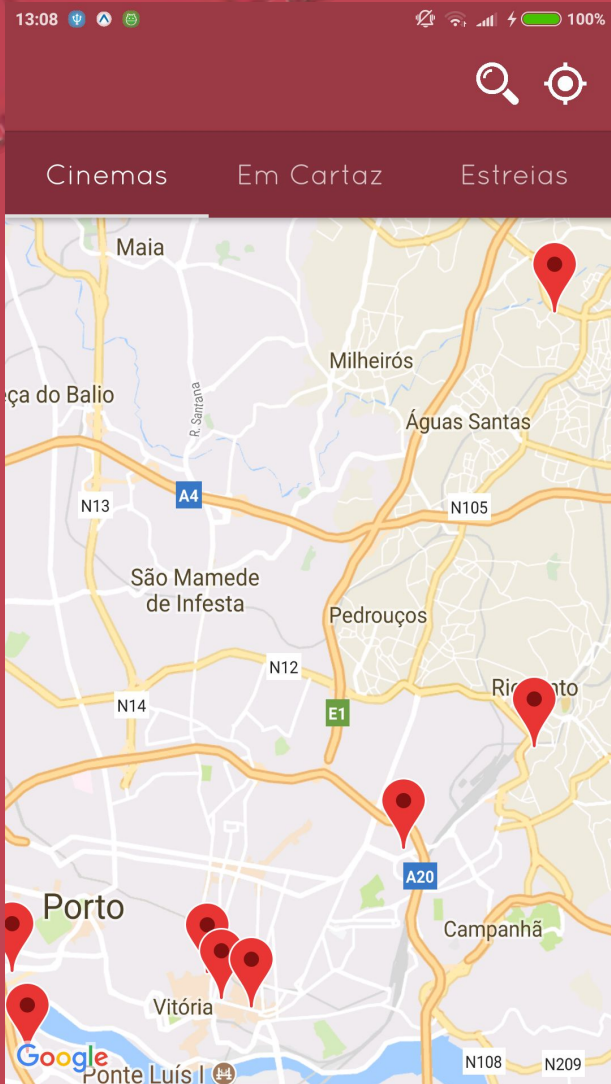 13:08
100%
Cinemas
Em Cartaz
Estreias
Maia
Milheirós
ça do Balio
R. Santana
Águas Santas
A4
N13
N105
São Mamede
de Infesta
Pedrouços
N12
N14
E1
A20
Porto
Campanhã
Vitória
Google
Ponte Luís I
N108
N209